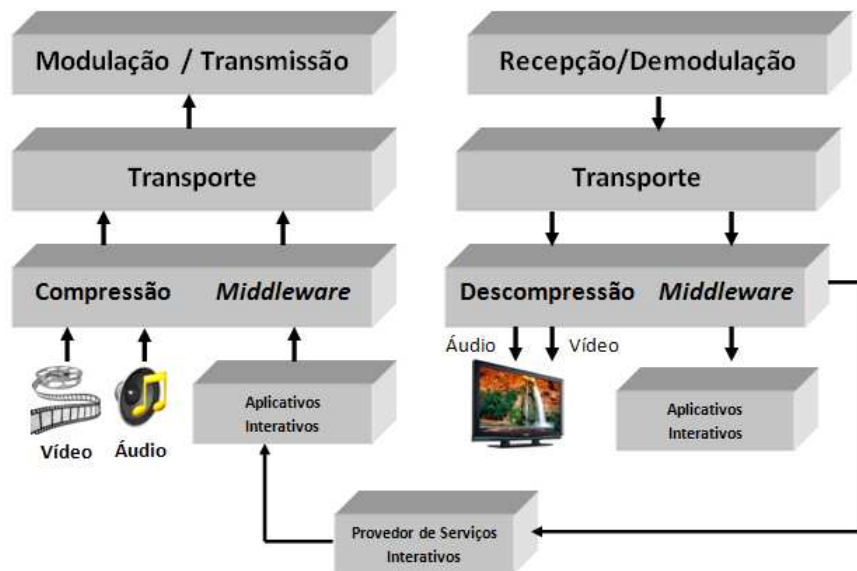 Modulação / Transmissão
Recepção/Demodulação
Transporte
Transporte
Compressão
Middleware
Descompressão
Middleware
Áudio
Vídeo
Aplicativos
Interativos
Aplicativos
Interativos
Vídeo
Áudio
Provedor de Serviços
Interativos